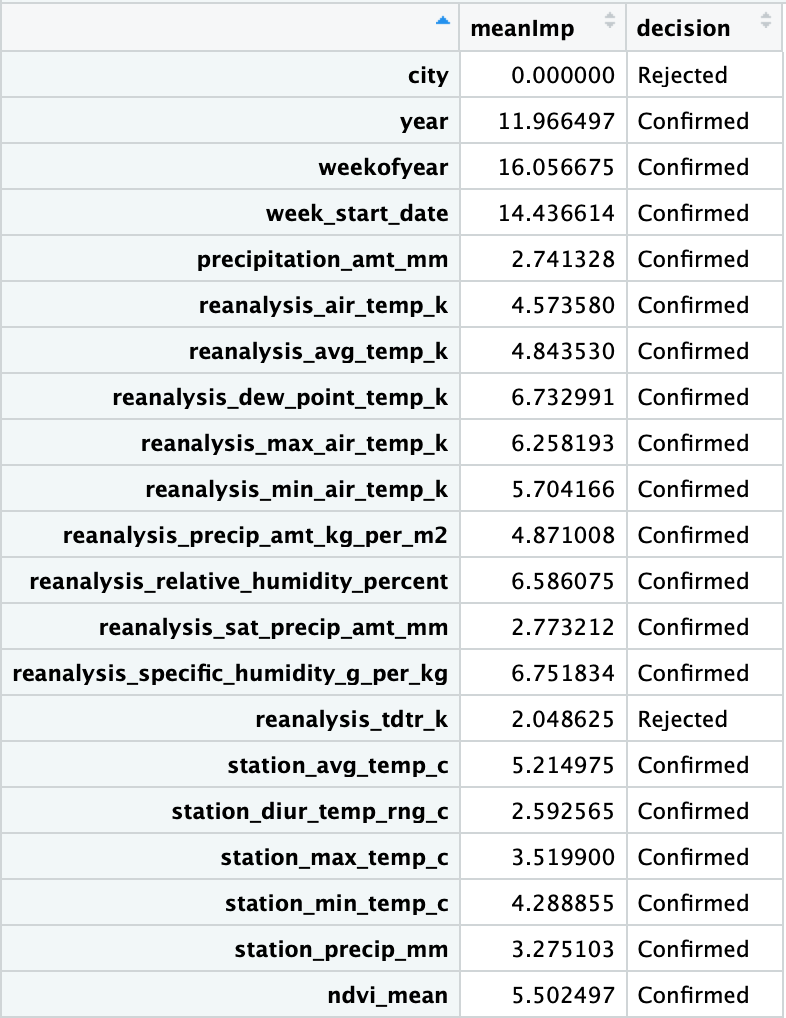 meanImp decision
city 0.000000 Rejected
year 11.966497 Confirmed
weekofyear 16.056675 Confirmed
week_start_date 14.436614 Confirmed
precipitation_amt_mm 2.741328 Confirmed
reanalysis_air_temp_k 4.573580 Confirmed
reanalysis_avg_temp_k 4.843530 Confirmed
reanalysis_dew_point_temp_k 6.732991 Confirmed
reanalysis_max_air_temp_k 6.258193 Confirmed
reanalysis_min_air_temp_k 5.704166 Confirmed
reanalysis_precip_amt_kg_per_m2 4.871008 Confirmed
reanalysis_relative_humidity_percent 6.586075 Confirmed
reanalysis_sat_precip_amt_mm 2.773212 Confirmed
reanalysis_specific_humidity_g_per_kg 6.751834 Confirmed
reanalysis_tdtr_k 2.048625 Rejected
station_avg_temp_c 5.214975 Confirmed
station_diur_temp_rng_c 2.592565 Confirmed
station_max_temp_c 3.519900 Confirmed
station_min_temp_c 4.288855 Confirmed
station_precip_mm 3.275103 Confirmed
ndvi_mean 5.502497 Confirmed